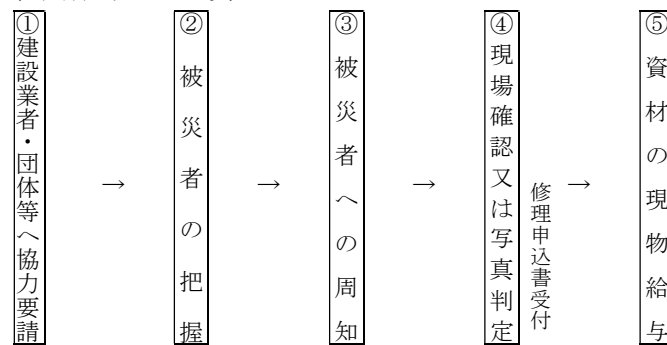 ①建設業者・団体等へ協力要請
→
②被災者の把握
→
③被災者への周知
→
④現場確認又は写真判定
修理申込書受付
→
⑤資材の現物給与